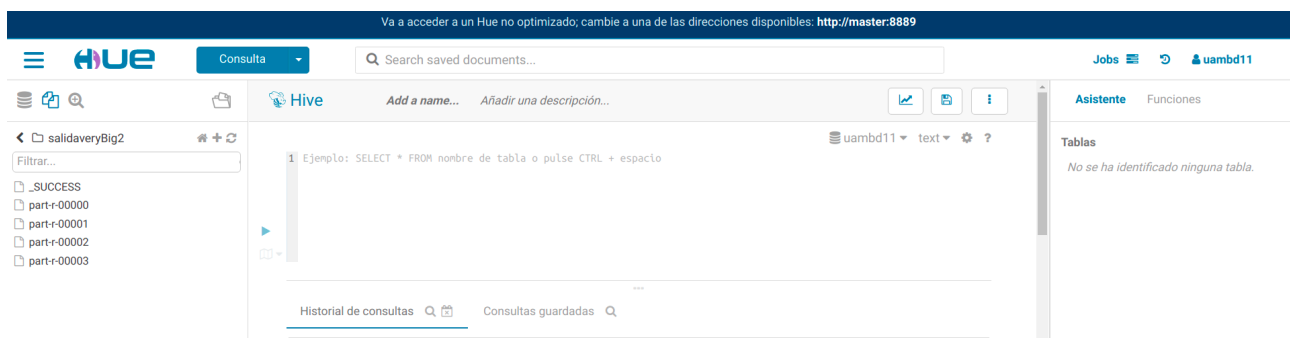 Va a acceder a un Hue no optimizado; cambie a una de las direcciones disponibles: http://master:8889
HUE
Consulta
Search saved documents...
Jobs
uambd11
Hive
Add a name...
Añadir una descripción...
Asistente
Funciones
salidaveryBig2
Filtrar...
_SUCCESS
part-r-00000
part-r-00001
part-r-00002
part-r-00003
uambd11
text
?
1 Ejemplo: SELECT * FROM nombre de tabla o pulse CTRL + espacio
Tablas
No se ha identificado ninguna tabla.
Historial de consultas
Consultas guardadas